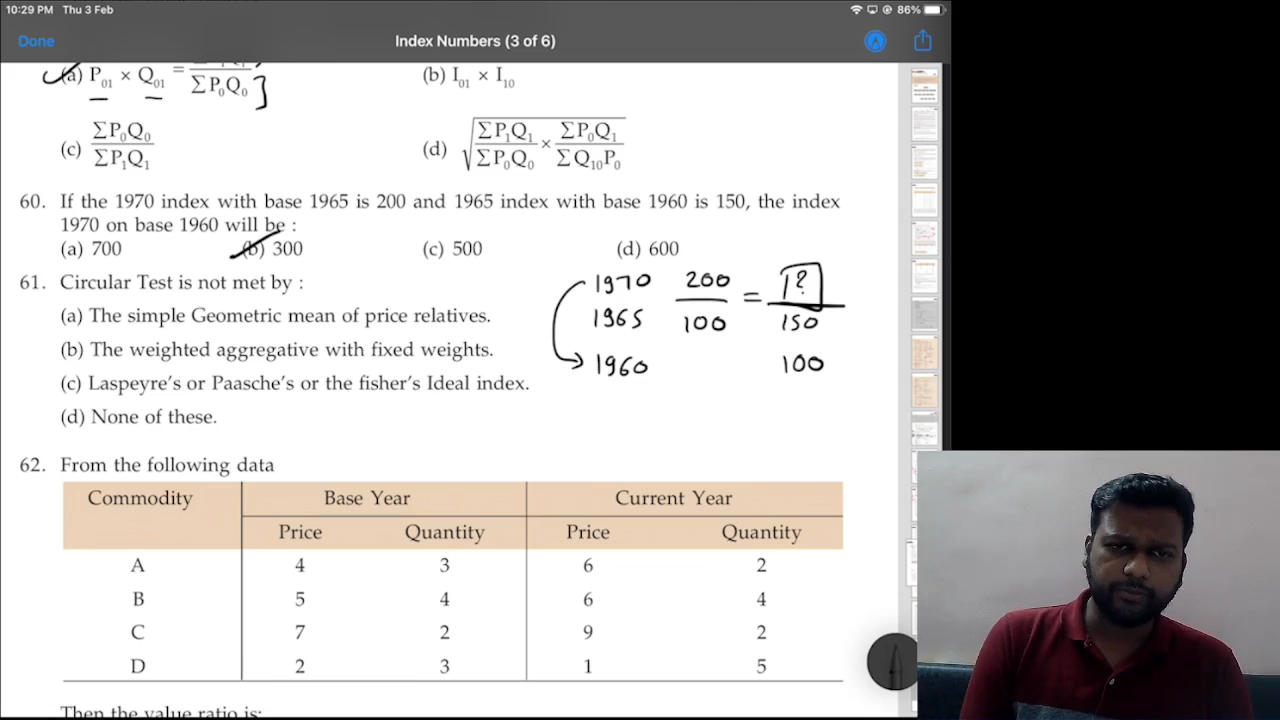 10:29 PM Thu 3 Feb 86%
Done Index Numbers (3 of 6)
(a) P01 × Q01 = ΣP0Q0 (b) I01 × I10
(c) ΣP0Q0 / ΣP1Q1 (d) √ΣP1Q1 / ΣP0Q0 × ΣP0Q1 / ΣQ10P0
60. If the 1970 index with base 1965 is 200 and 1965 index with base 1960 is 150, the index
1970 on base 1960 will be :
(a) 700 (b) 300 (c) 500 (d) 600
61. Circular Test is not met by :
1970 200 = ?
(a) The simple Geometric mean of price relatives.
1965 100 150
(b) The weighted aggregative with fixed weights.
1960 100
(c) Laspeyre's or Paasche's or the fisher's Ideal index.
(d) None of these.
62. From the following data
Commodity Base Year Current Year
Price Quantity Price Quantity
A 4 3 6 2
B 5 4 6 4
C 7 2 9 2
D 2 3 1 5
Then the value ratio is: